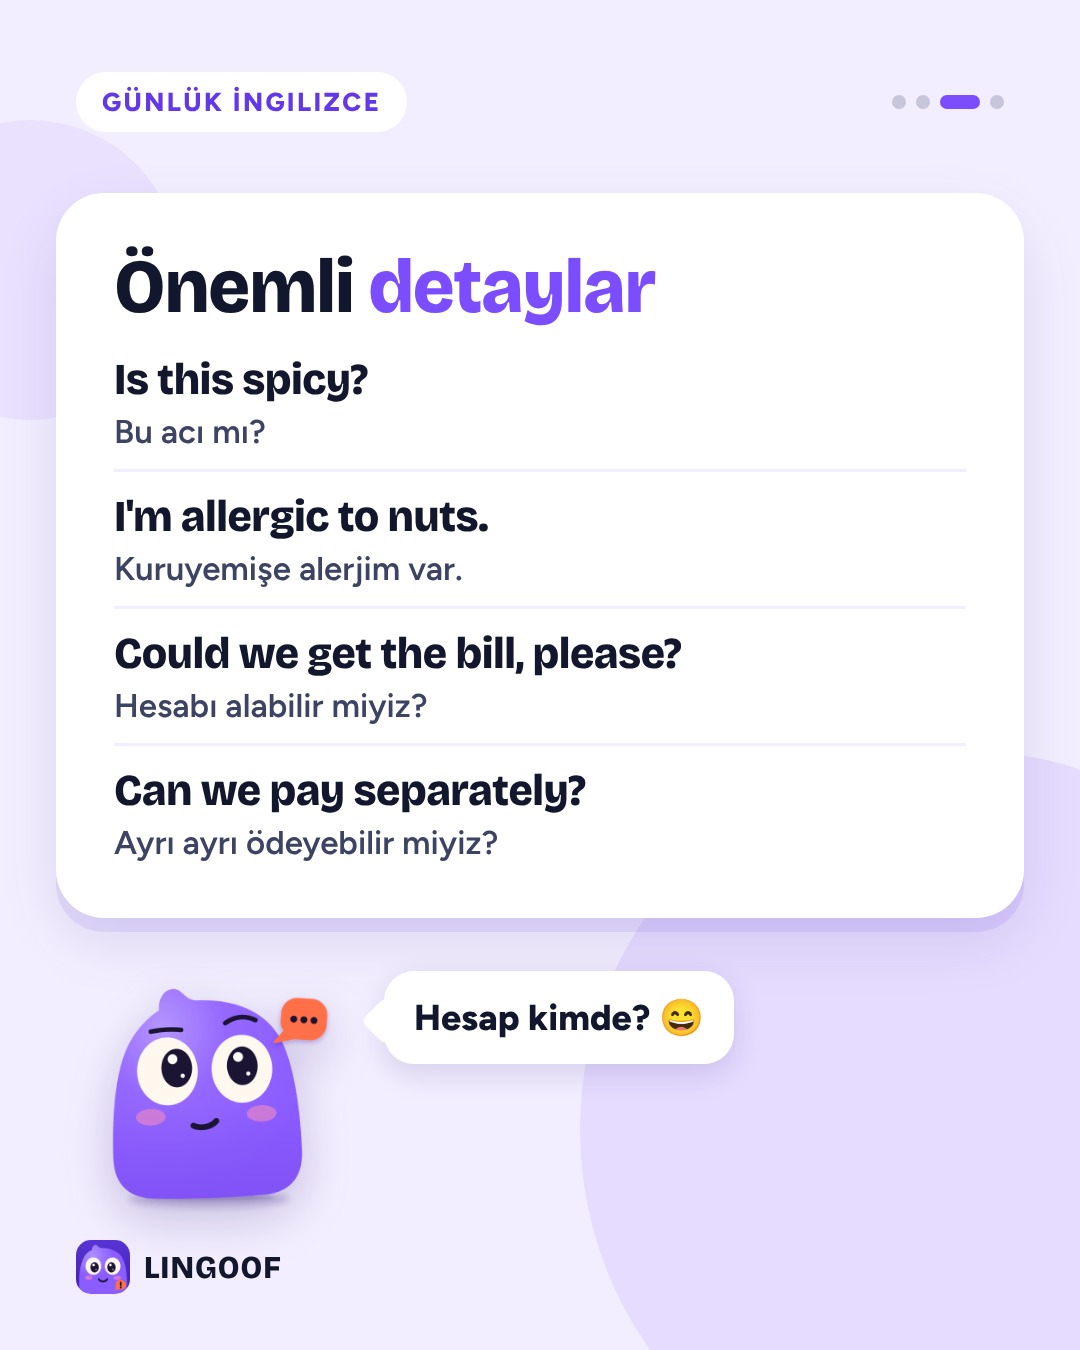 GÜNLÜK İNGILIZCE
Önemli detaylar
Is this spicy?
Bu acı mı?
I'm allergic to nuts.
Kuruyemişe alerjim var.
Could we get the bill, please?
Hesabı alabilir miyiz?
Can we pay separately?
Ayrı ayrı ödeyebilir miyiz?
Hesap kimde? 😄
LINGOOF